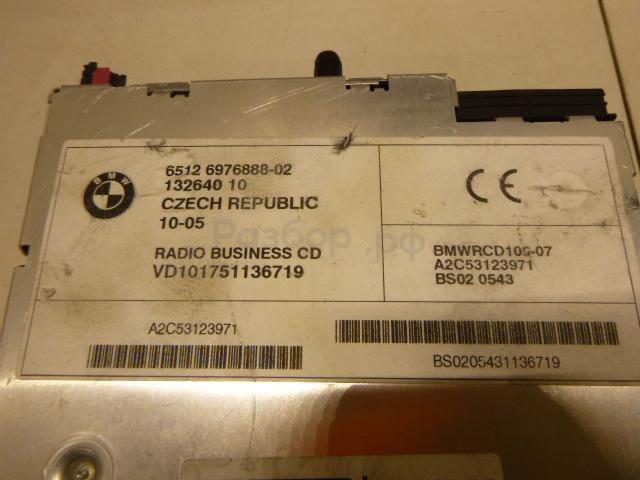 BMW
6512 6976888-02
132640 10
CZECH REPUBLIC
10-05
RADIO BUSINESS CD
VD101751136719
A2C53123971
CE
BMWRCD106-07
A2C53123971
BS02 0543
BS0205431136719
Разбор.рф